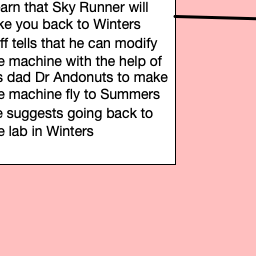 arn that Sky Runner will
ke you back to Winters
ff tells that he can modify
e machine with the help of
s dad Dr Andonuts to make
e machine fly to Summers
e suggests going back to
e lab in Winters